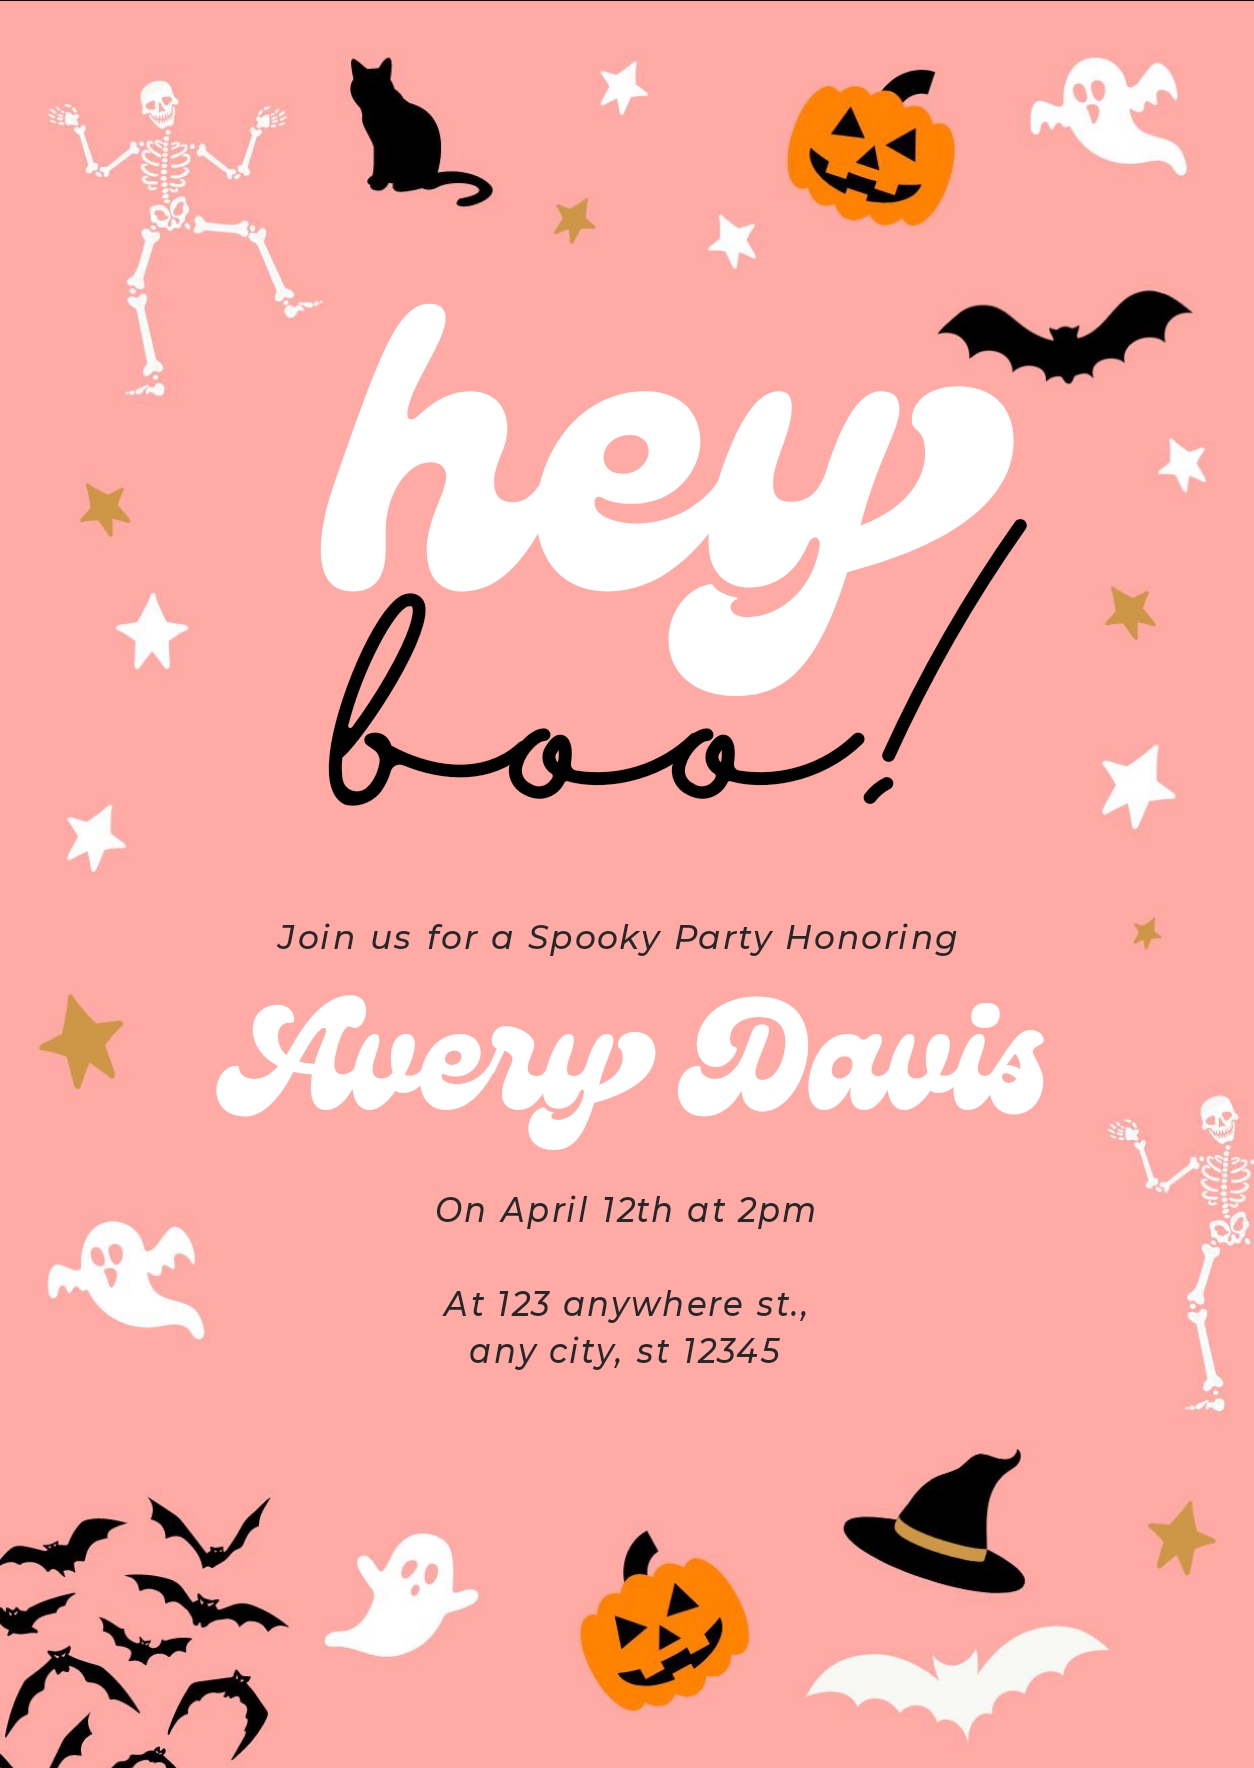 hey
boo!
Join us for a Spooky Party Honoring
Avery Davis
On April 12th at 2pm
At 123 anywhere st.,
any city, st 12345